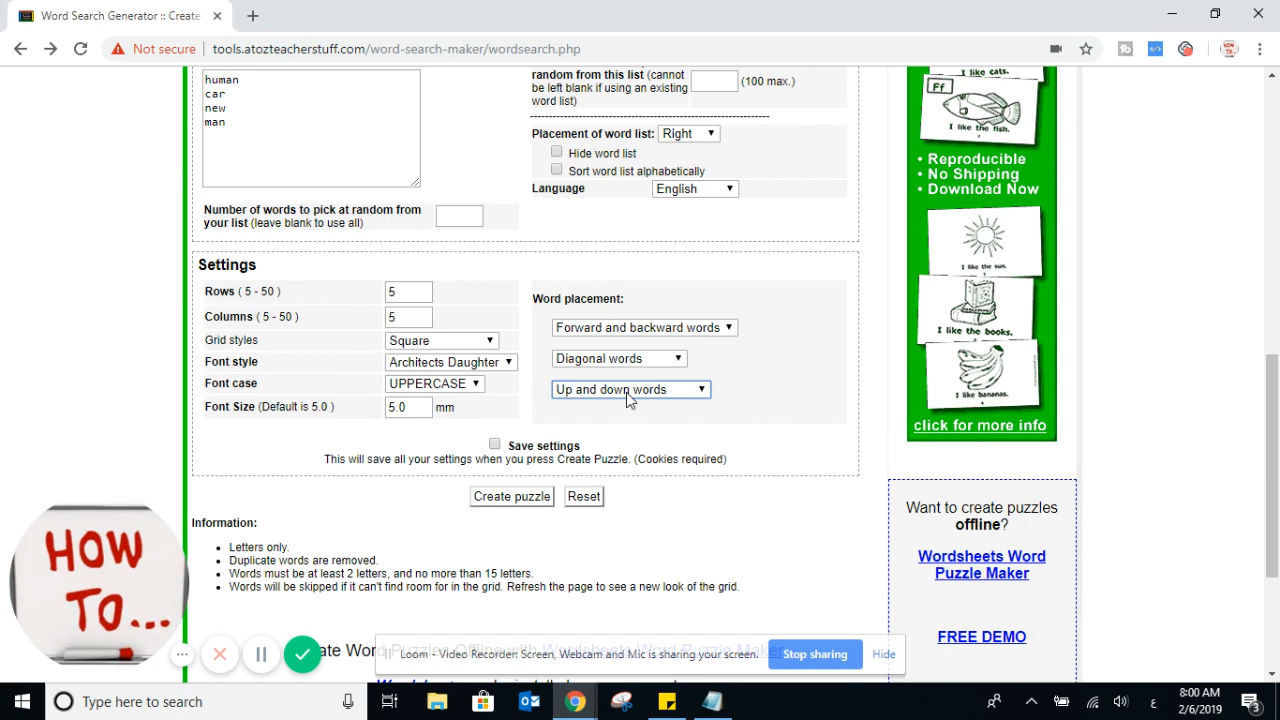 Word Search Generator :: Create
Not secure
tools.atozteacherstuff.com/word-search-maker/wordsearch.php
human
car
new
man
Number of words to pick at random from
your list (leave blank to use all)
random from this list (cannot
be left blank if using an existing
word list)
(100 max.)
Placement of word list: Right
Hide word list
Sort word list alphabetically
Language English
Settings
Rows ( 5 - 50 ) 5
Columns ( 5 - 50 ) 5
Grid styles Square
Font style Architects Daughter
Font case UPPERCASE
Font Size (Default is 5.0 ) 5.0 mm
Word placement:
Forward and backward words
Diagonal words
Up and down words
Save settings
This will save all your settings when you press Create Puzzle. (Cookies required)
Create puzzle Reset
Information:
Letters only.
Duplicate words are removed.
Words must be at least 2 letters, and no more than 15 letters.
Words will be skipped if it can't find room for in the grid. Refresh the page to see a new look of the grid.
I like cats.
Ff
I like the fish.
• Reproducible
• No Shipping
• Download Now
I like the sun.
I like the books.
I like bananas.
click for more info
Want to create puzzles
offline?
Wordsheets Word
Puzzle Maker
FREE DEMO
HOW
TO...
Loom – Video Recorder: Screen, Webcam and Mic is sharing your screen.
Stop sharing
Hide
Type here to search
ع
8:00 AM
2/6/2019
3